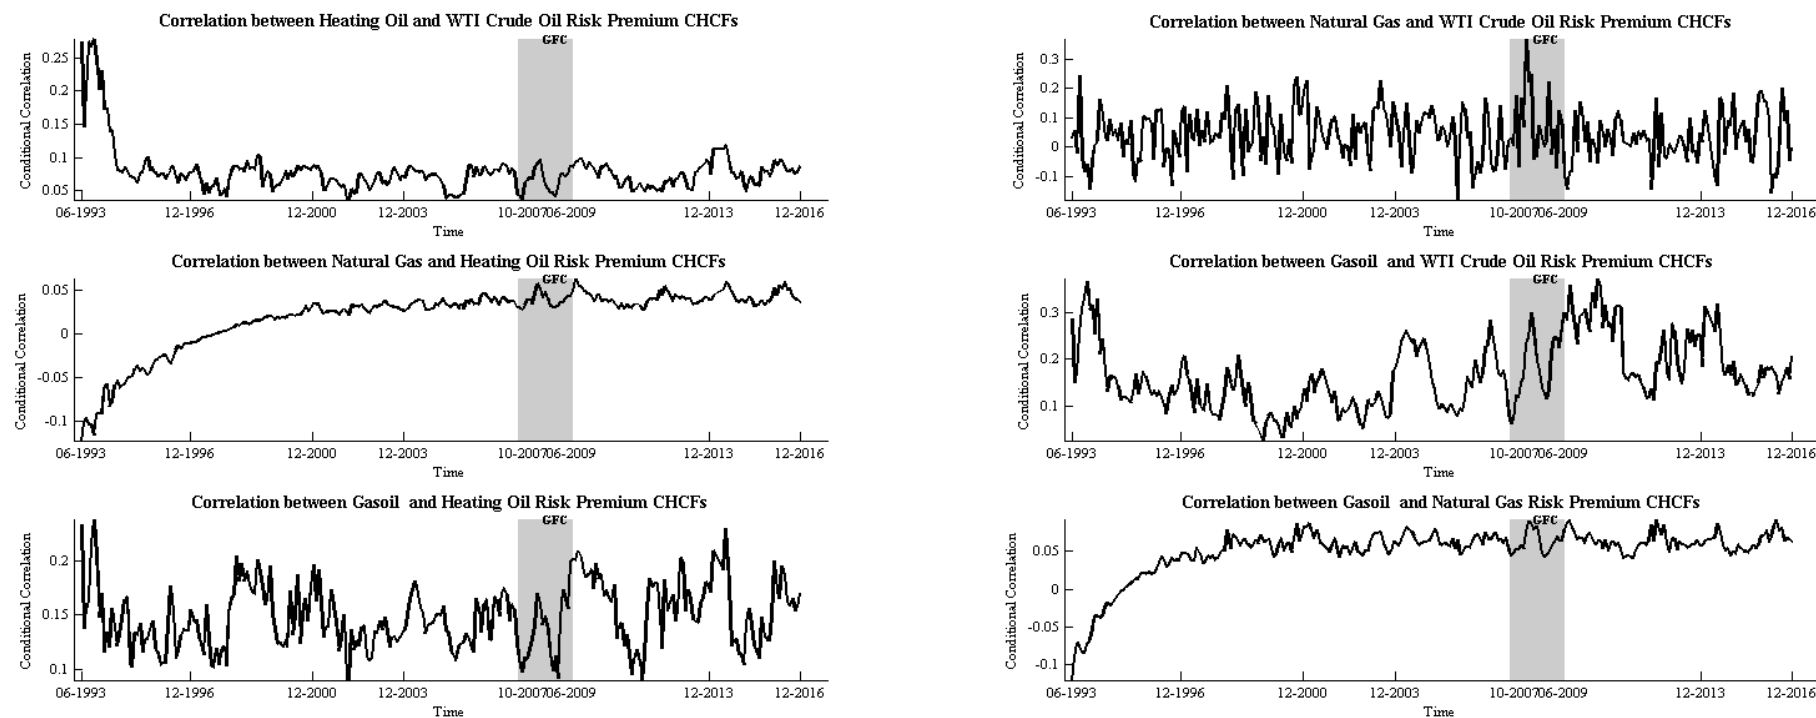 Correlation between Heating Oil and WTI Crude Oil Risk Premium CHCFs
GFC
Conditional Correlation
0.25
0.2
0.15
0.1
0.05
06-1993 12-1996 12-2000 12-2003 10-2007 06-2009 12-2013 12-2016
Time
Correlation between Natural Gas and WTI Crude Oil Risk Premium CHCFs
GFC
Conditional Correlation
0.3
0.2
0.1
0
-0.1
06-1993 12-1996 12-2000 12-2003 10-2007 06-2009 12-2013 12-2016
Time
Correlation between Natural Gas and Heating Oil Risk Premium CHCFs
GFC
Conditional Correlation
0.05
0
-0.05
-0.1
06-1993 12-1996 12-2000 12-2003 10-2007 06-2009 12-2013 12-2016
Time
Correlation between Gasoil and WTI Crude Oil Risk Premium CHCFs
GFC
Conditional Correlation
0.3
0.2
0.1
06-1993 12-1996 12-2000 12-2003 10-2007 06-2009 12-2013 12-2016
Time
Correlation between Gasoil and Heating Oil Risk Premium CHCFs
GFC
Conditional Correlation
0.2
0.15
0.1
06-1993 12-1996 12-2000 12-2003 10-2007 06-2009 12-2013 12-2016
Time
Correlation between Gasoil and Natural Gas Risk Premium CHCFs
GFC
Conditional Correlation
0.05
0
-0.05
-0.1
06-1993 12-1996 12-2000 12-2003 10-2007 06-2009 12-2013 12-2016
Time